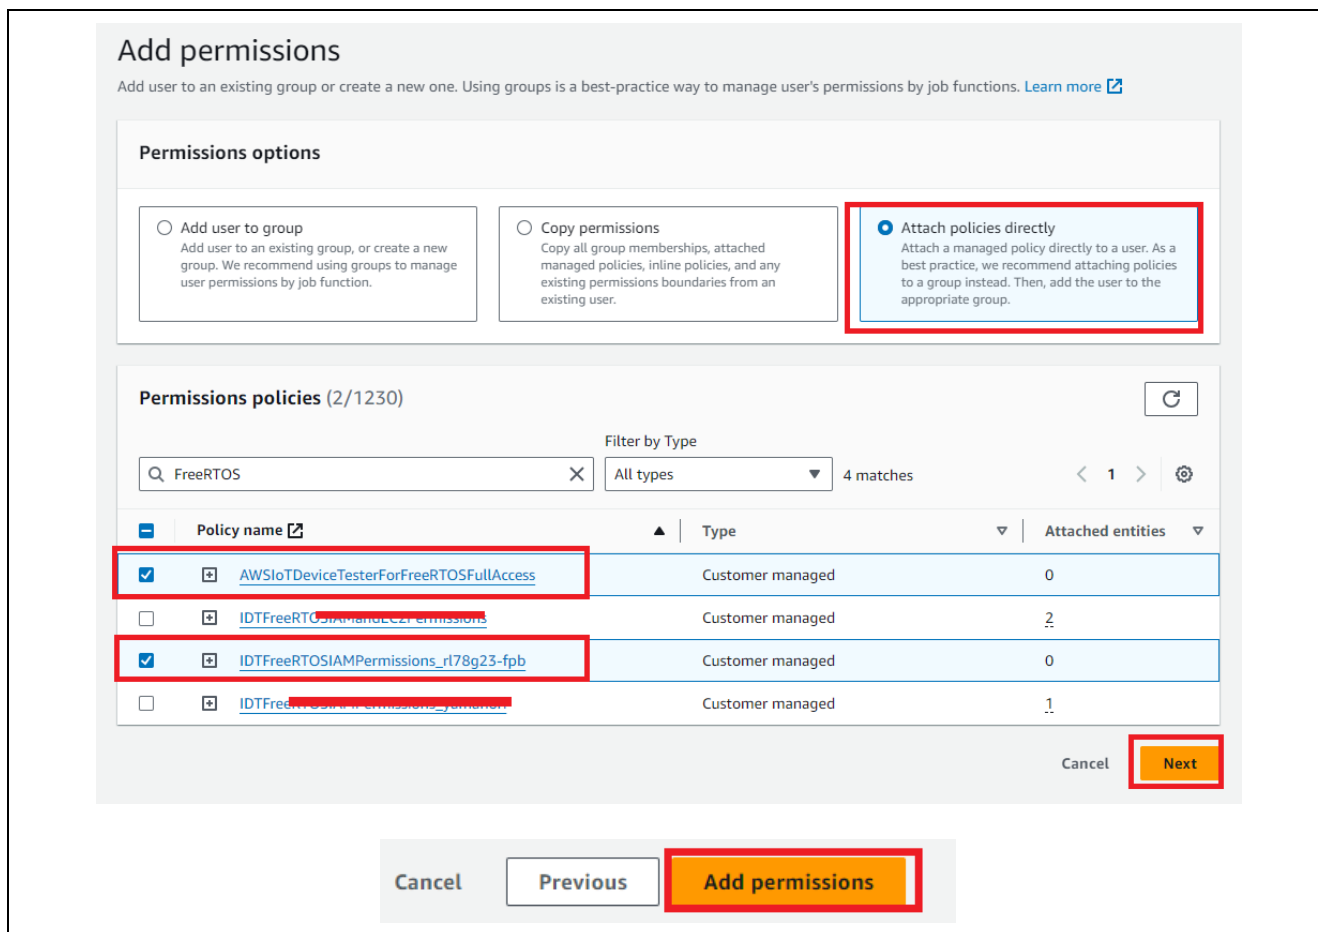 Add permissions
Add user to an existing group or create a new one. Using groups is a best-practice way to manage user's permissions by job functions. Learn more
Permissions options
Add user to group
Add user to an existing group, or create a new
group. We recommend using groups to manage
user permissions by job function.
Copy permissions
Copy all group memberships, attached
managed policies, inline policies, and any
existing permissions boundaries from an
existing user.
Attach policies directly
Attach a managed policy directly to a user. As a
best practice, we recommend attaching policies
to a group instead. Then, add the user to the
appropriate group.
Permissions policies (2/1230)
Filter by Type
FreeRTOS
All types
4 matches
1
Policy name
Type
Attached entities
AWSIoTDeviceTesterForFreeRTOSFullAccess
Customer managed
0
Customer managed
2
IDTFreeRTOSIAMPermissions_rl78g23-fpb
Customer managed
0
Customer managed
1
Cancel
Next
Cancel
Previous
Add permissions